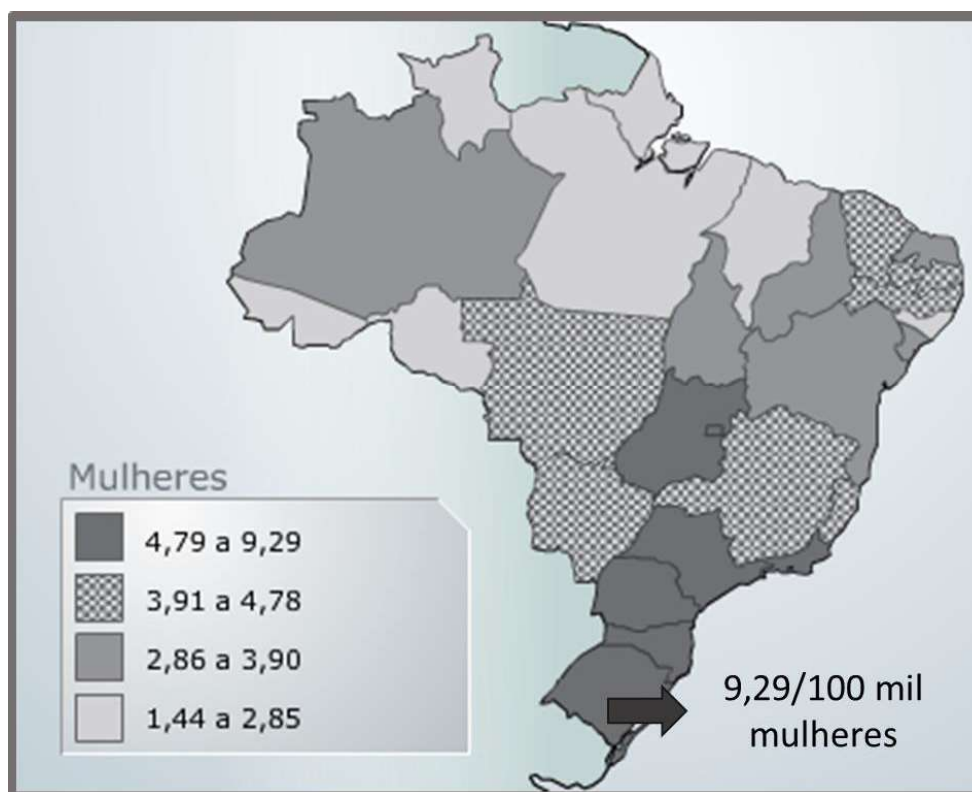 Mulheres
4,79 a 9,29
3,91 a 4,78
2,86 a 3,90
1,44 a 2,85
9,29/100 mil
mulheres